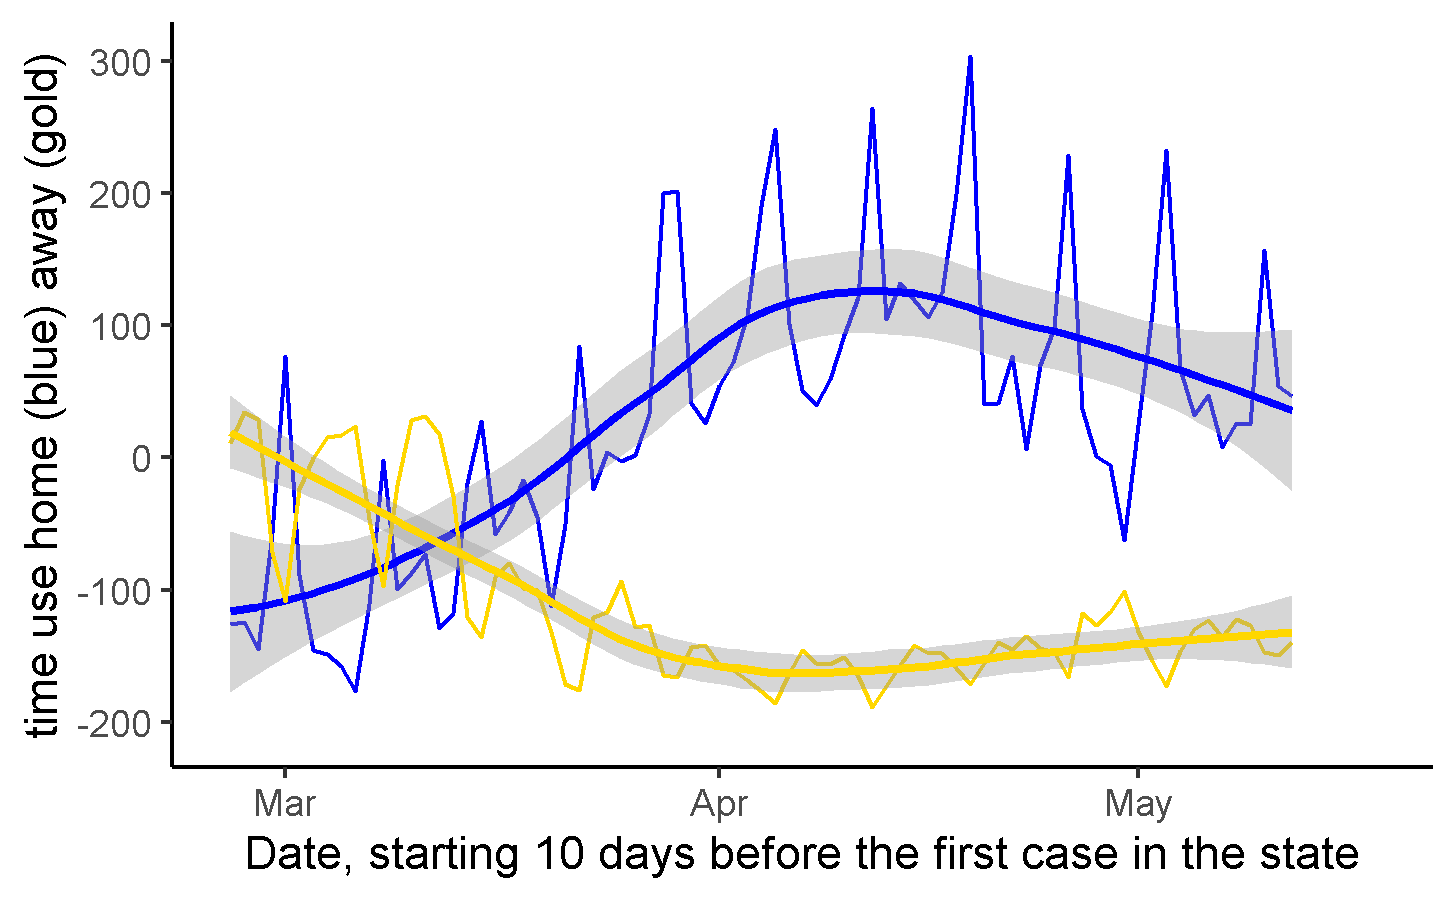 time use home (blue) away (gold)
300
200
100
0
-100
-200
Mar
Apr
May
Date, starting 10 days before the first case in the state